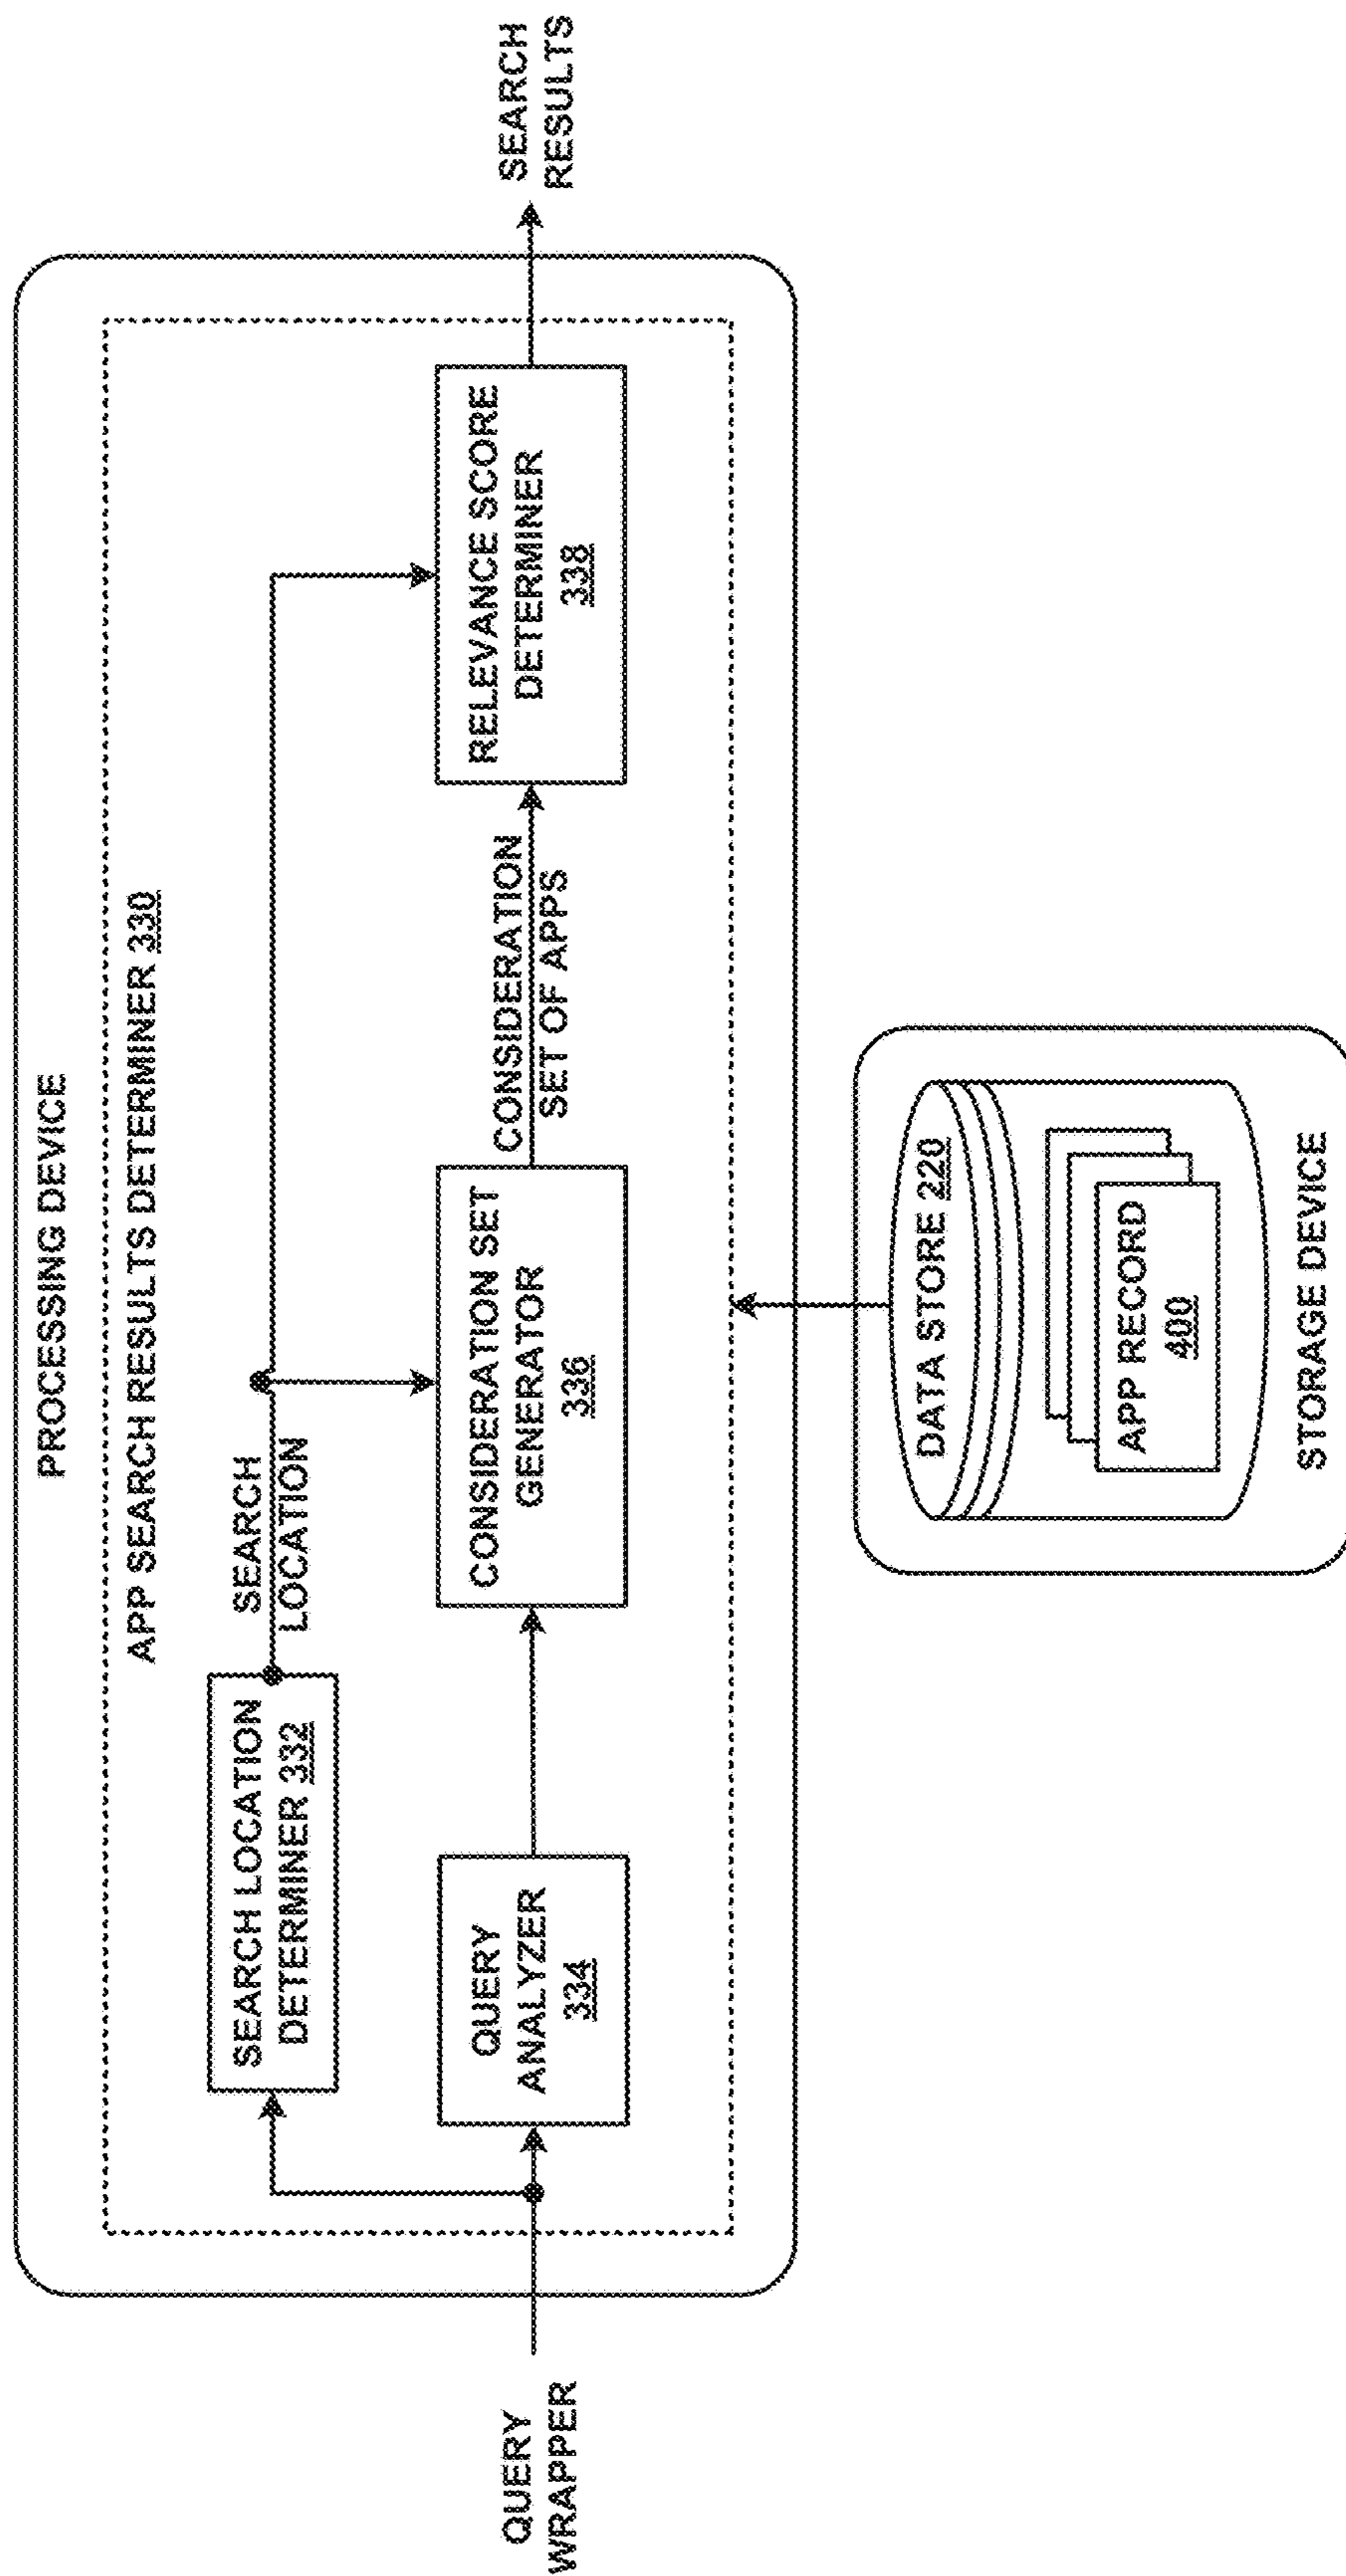 PROCESSING DEVICE
APP SEARCH RESULTS DETERMINER 330
SEARCH LOCATION
DETERMINER 332
SEARCH
LOCATION
QUERY
WRAPPER
QUERY
ANALYZER
334
CONSIDERATION SET
GENERATOR
336
CONSIDERATION
SET OF APPS
RELEVANCE SCORE
DETERMINER
338
SEARCH
RESULTS
DATA STORE 220
APP RECORD
400
STORAGE DEVICE